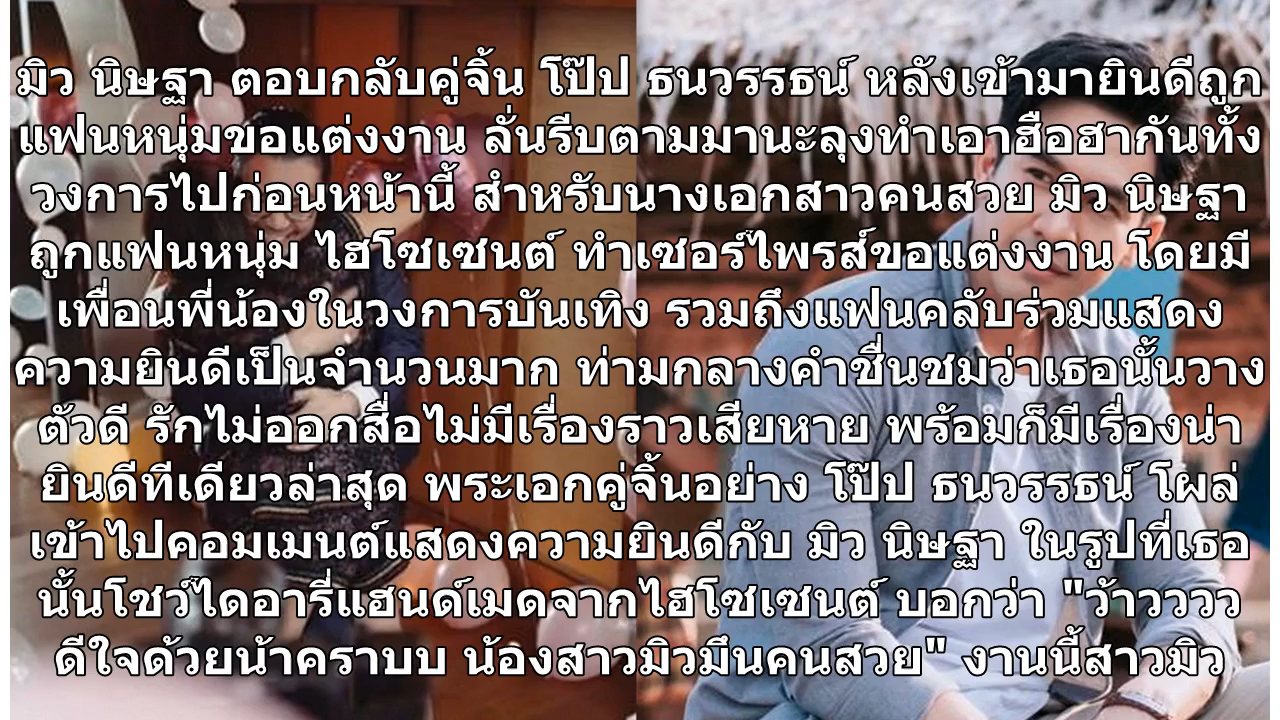 มิว นิษฐา ตอบกลับคู่จิ้น โป๊ป ธนวรรธน์ หลังเข้ามายินดีถูก
แฟนหนุ่มขอแต่งงาน ลั่นรีบตามมานะลุงทำเอาฮือฮากันทั้ง
วงการไปก่อนหน้านี้ สำหรับนางเอกสาวคนสวย มิว นิษฐา
ถูกแฟนหนุ่ม ไฮโซเซนต์ ทำเซอร์ไพรส์ขอแต่งงาน โดยมี
เพื่อนพี่น้องในวงการบันเทิง รวมถึงแฟนคลับร่วมแสดง
ความยินดีเป็นจำนวนมาก ท่ามกลางคำชื่นชมว่าเธอนั้นวาง
ตัวดี รักไม่ออกสื่อไม่มีเรื่องราวเสียหาย พร้อมก็มีเรื่องน่า
ยินดีทีเดียวล่าสุด พระเอกคู่จิ้นอย่าง โป๊ป ธนวรรธน์ โผล่
เข้าไปคอมเมนต์แสดงความยินดีกับ มิว นิษฐา ในรูปที่เธอ
นั้นโชว์ไดอารี่แฮนด์เมดจากไฮโซเซนต์ บอกว่า "ว้าวววว
ดีใจด้วยน้าคราบบ น้องสาวมิวมึนคนสวย" งานนี้สาวมิว